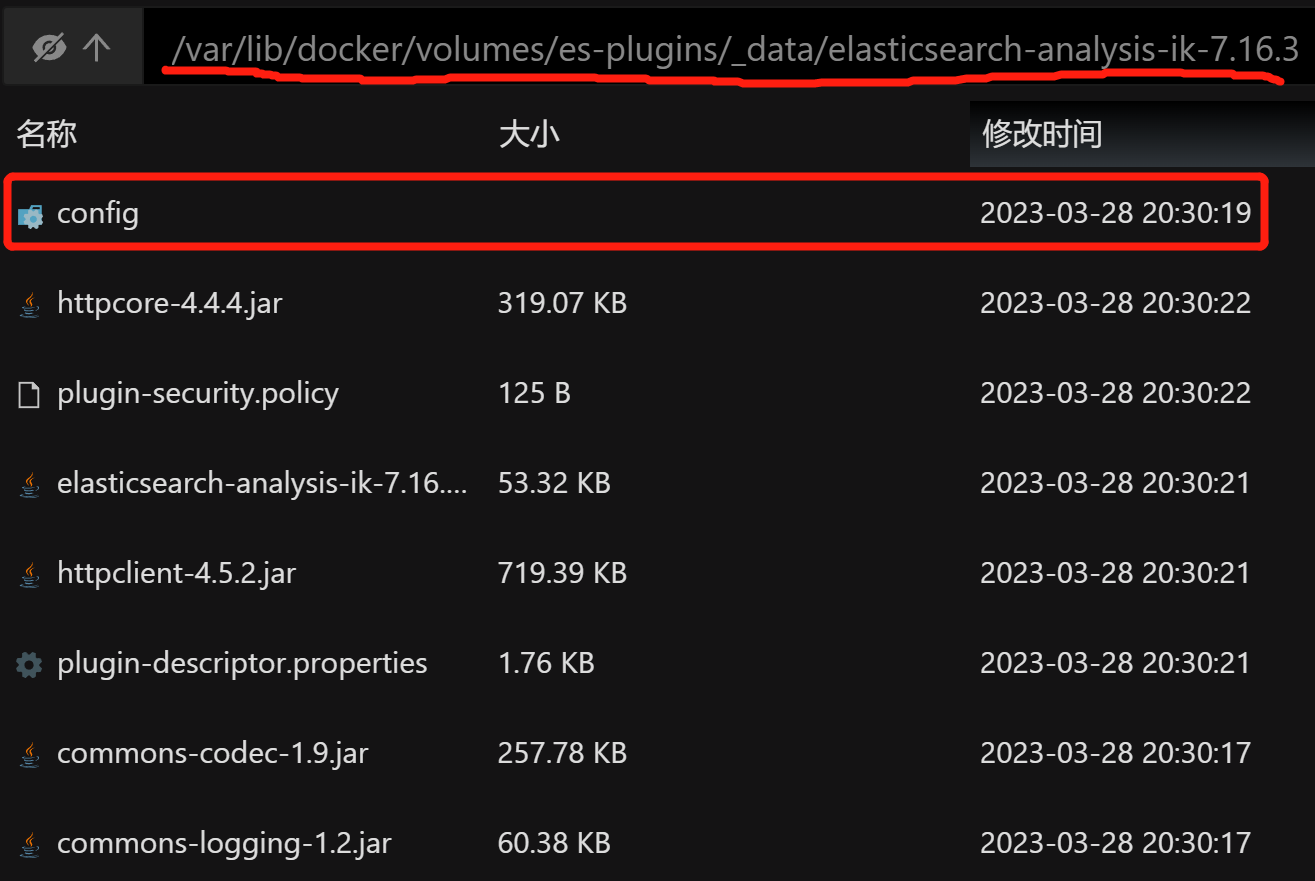 /var/lib/docker/volumes/es-plugins/_data/elasticsearch-analysis-ik-7.16.3
名称 大小 修改时间
config 2023-03-28 20:30:19
httpcore-4.4.4.jar 319.07 KB 2023-03-28 20:30:22
plugin-security.policy 125 B 2023-03-28 20:30:22
elasticsearch-analysis-ik-7.16.... 53.32 KB 2023-03-28 20:30:21
httpclient-4.5.2.jar 719.39 KB 2023-03-28 20:30:21
plugin-descriptor.properties 1.76 KB 2023-03-28 20:30:21
commons-codec-1.9.jar 257.78 KB 2023-03-28 20:30:17
commons-logging-1.2.jar 60.38 KB 2023-03-28 20:30:17